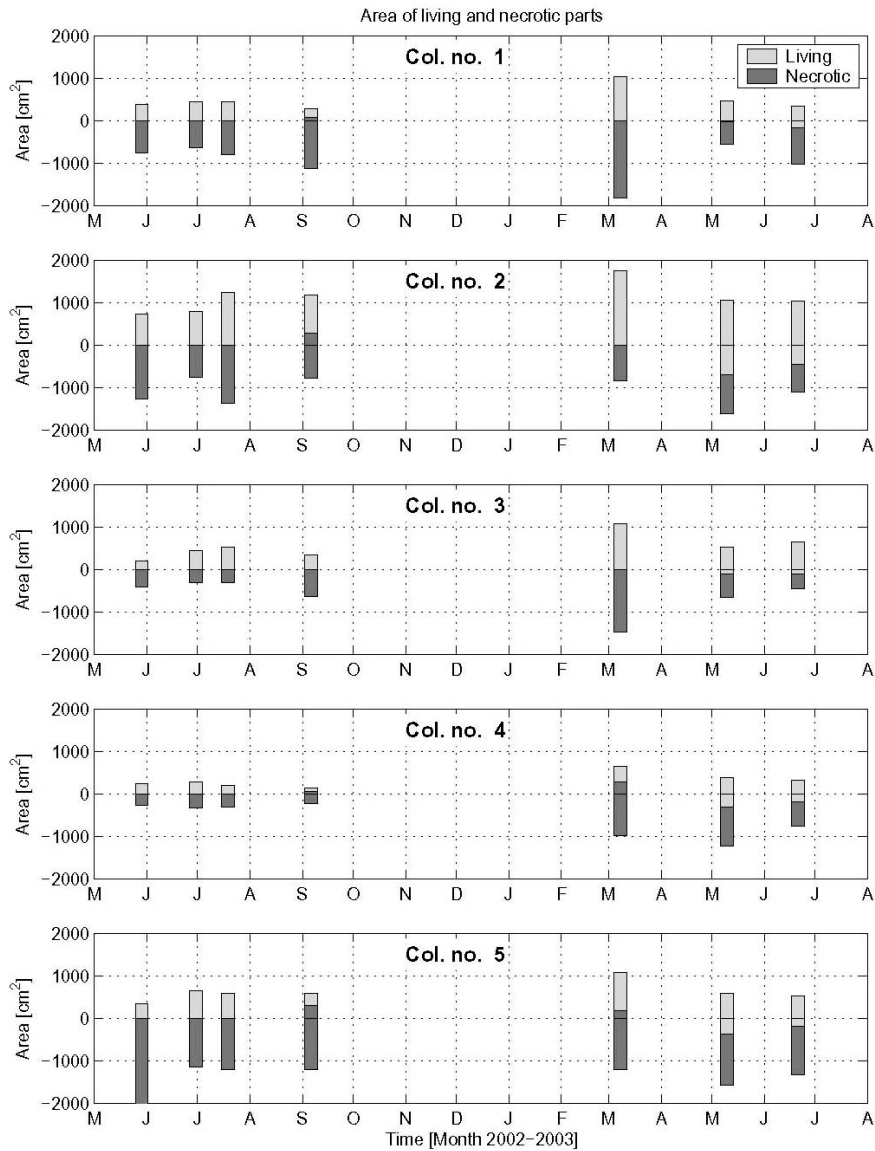 Area of living and necrotic parts
Col. no. 1
Living
Necrotic
2000
1000
0
−1000
−2000
Area [cm2]
M J J A S O N D J F M A M J J A
Col. no. 2
2000
1000
0
−1000
−2000
Area [cm2]
M J J A S O N D J F M A M J J A
Col. no. 3
2000
1000
0
−1000
−2000
Area [cm2]
M J J A S O N D J F M A M J J A
Col. no. 4
2000
1000
0
−1000
−2000
Area [cm2]
M J J A S O N D J F M A M J J A
Col. no. 5
2000
1000
0
−1000
−2000
Area [cm2]
M J J A S O N D J F M A M J J A
Time [Month 2002−2003]